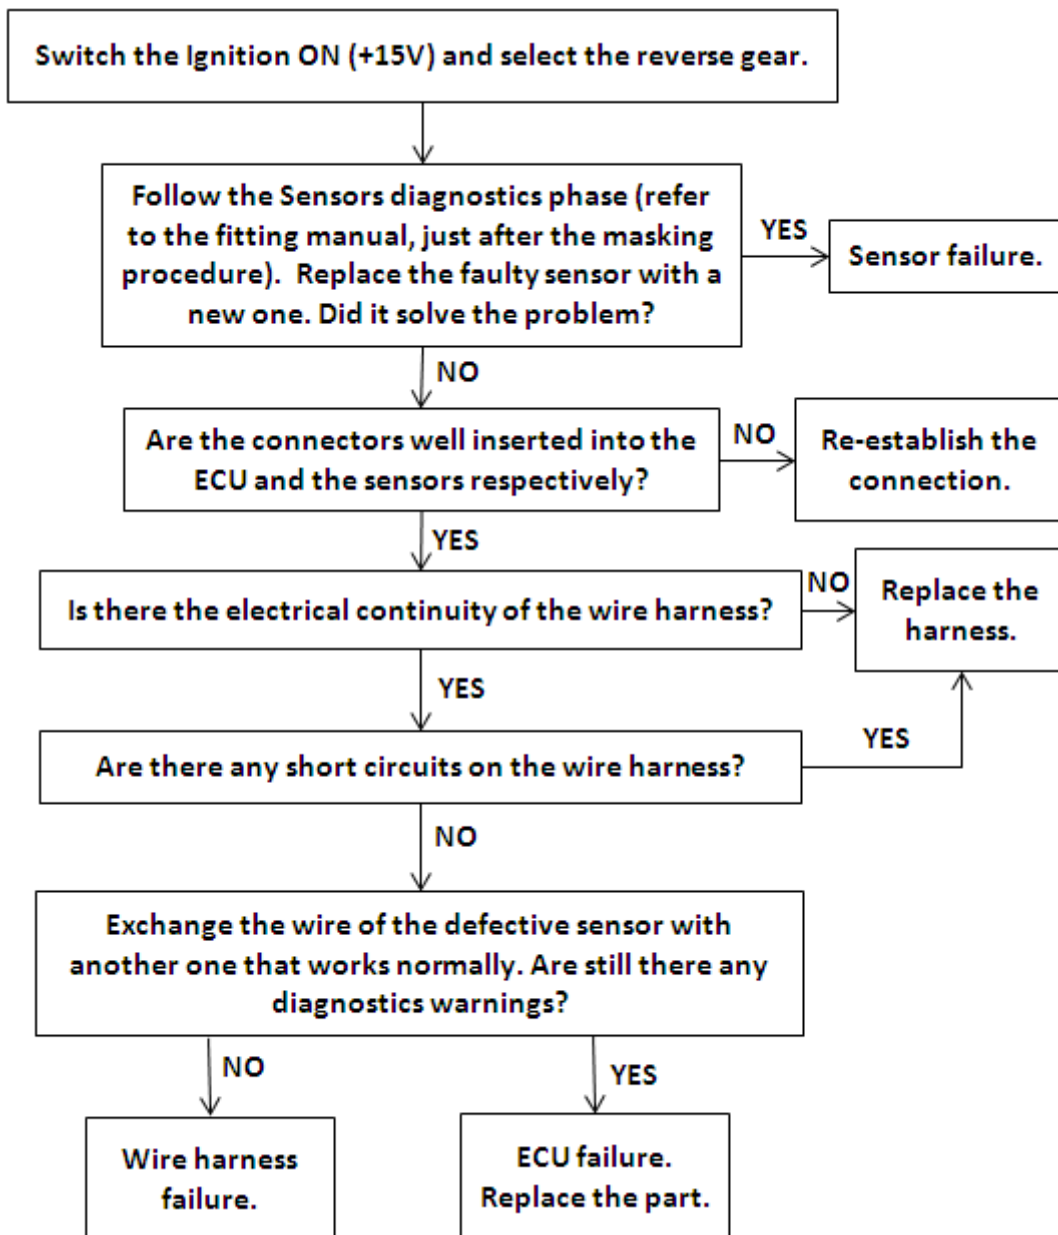 Switch the Ignition ON (+15V) and select the reverse gear.
Follow the Sensors diagnostics phase (refer
to the fitting manual, just after the masking
procedure).  Replace the faulty sensor with a
new one. Did it solve the problem?
YES
Sensor failure.
NO
Are the connectors well inserted into the
ECU and the sensors respectively?
NO
Re-establish the
connection.
YES
Is there the electrical continuity of the wire harness?
NO
Replace the
harness.
YES
Are there any short circuits on the wire harness?
YES
NO
Exchange the wire of the defective sensor with
another one that works normally. Are still there any
diagnostics warnings?
NO
YES
Wire harness
failure.
ECU failure.
Replace the part.